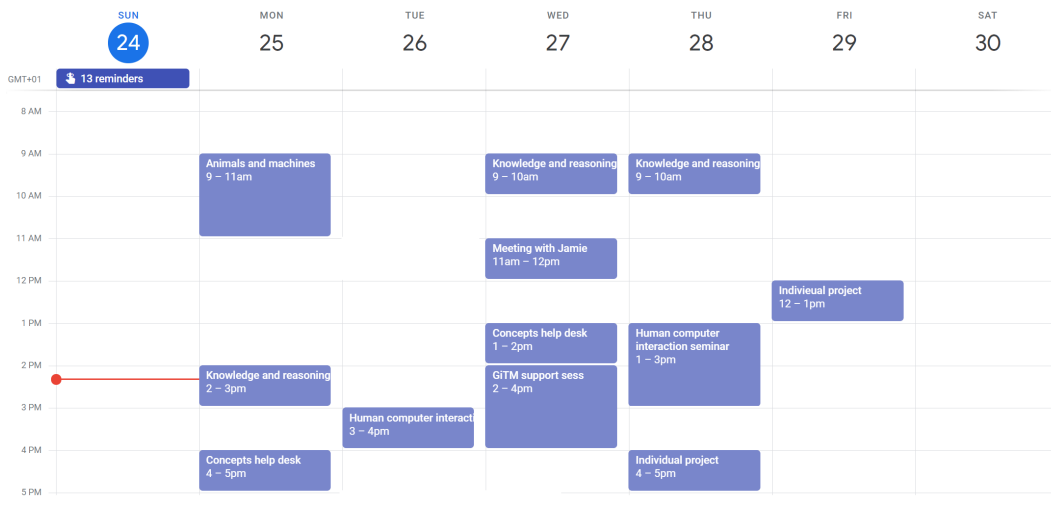 SUN MON TUE WED THU FRI SAT
24 25 26 27 28 29 30
GMT+01 13 reminders
8 AM
9 AM
Animals and machines
9 – 11am
Knowledge and reasoning
9 – 10am
Knowledge and reasoning
9 – 10am
10 AM
11 AM
Meeting with Jamie
11am – 12pm
12 PM
Indivieual project
12 – 1pm
1 PM
Concepts help desk
1 – 2pm
Human computer
interaction seminar
1 – 3pm
2 PM
Knowledge and reasoning
2 – 3pm
GiTM support sess
2 – 4pm
3 PM
Human computer interacti
3 – 4pm
4 PM
Concepts help desk
4 – 5pm
Individual project
4 – 5pm
5 PM